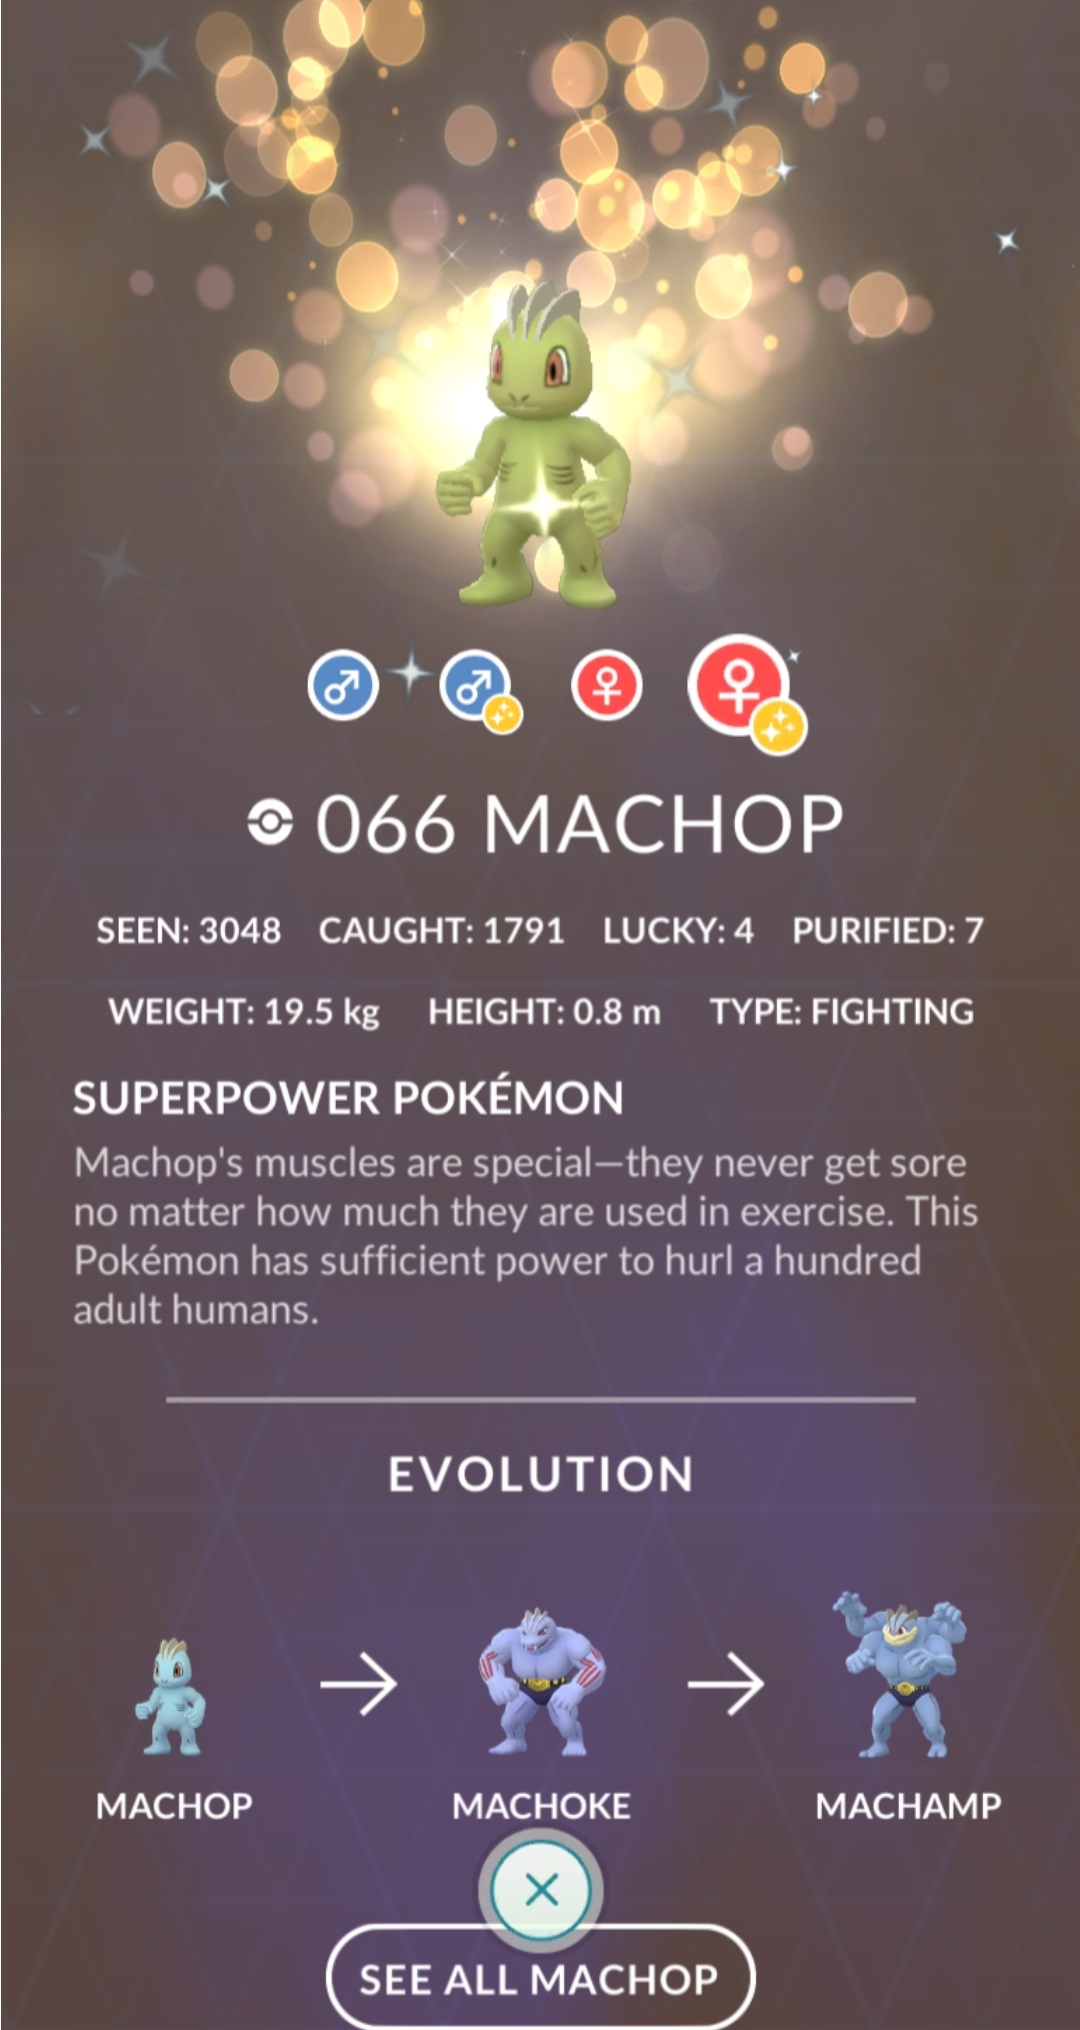 066 MACHOP
SEEN: 3048 CAUGHT: 1791 LUCKY: 4 PURIFIED: 7
WEIGHT: 19.5 kg HEIGHT: 0.8 m TYPE: FIGHTING
SUPERPOWER POKÉMON
Machop's muscles are special—they never get sore
no matter how much they are used in exercise. This
Pokémon has sufficient power to hurl a hundred
adult humans.
EVOLUTION
MACHOP MACHOKE MACHAMP
SEE ALL MACHOP